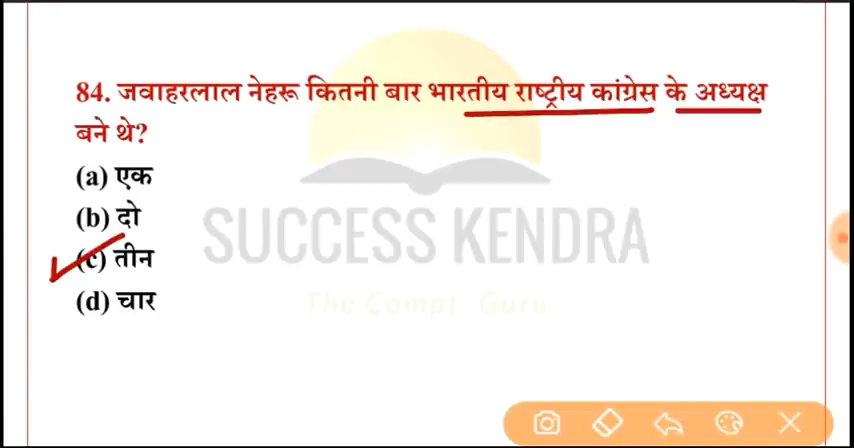 84. जवाहरलाल नेहरू कितनी बार भारतीय राष्ट्रीय कांग्रेस के अध्यक्ष
बने थे?
(a) एक
(b) दो
(c) तीन
(d) चार
SUCCESS KENDRA
The Compt. Guru